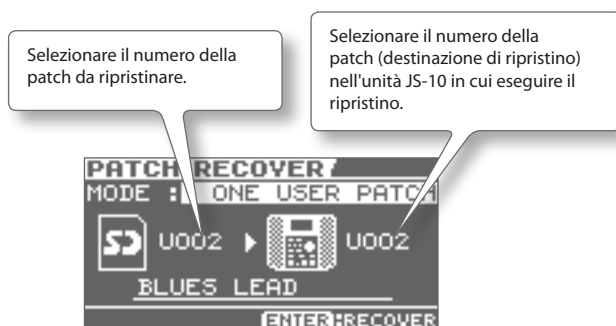 Selezionare il numero della
patch da ripristinare.
Selezionare il numero della
patch (destinazione di ripristino)
nell'unità JS-10 in cui eseguire il
ripristino.
PATCH RECOVER
MODE : ONE USER PATCH
U002 U002
BLUES LEAD
ENTER:RECOVER